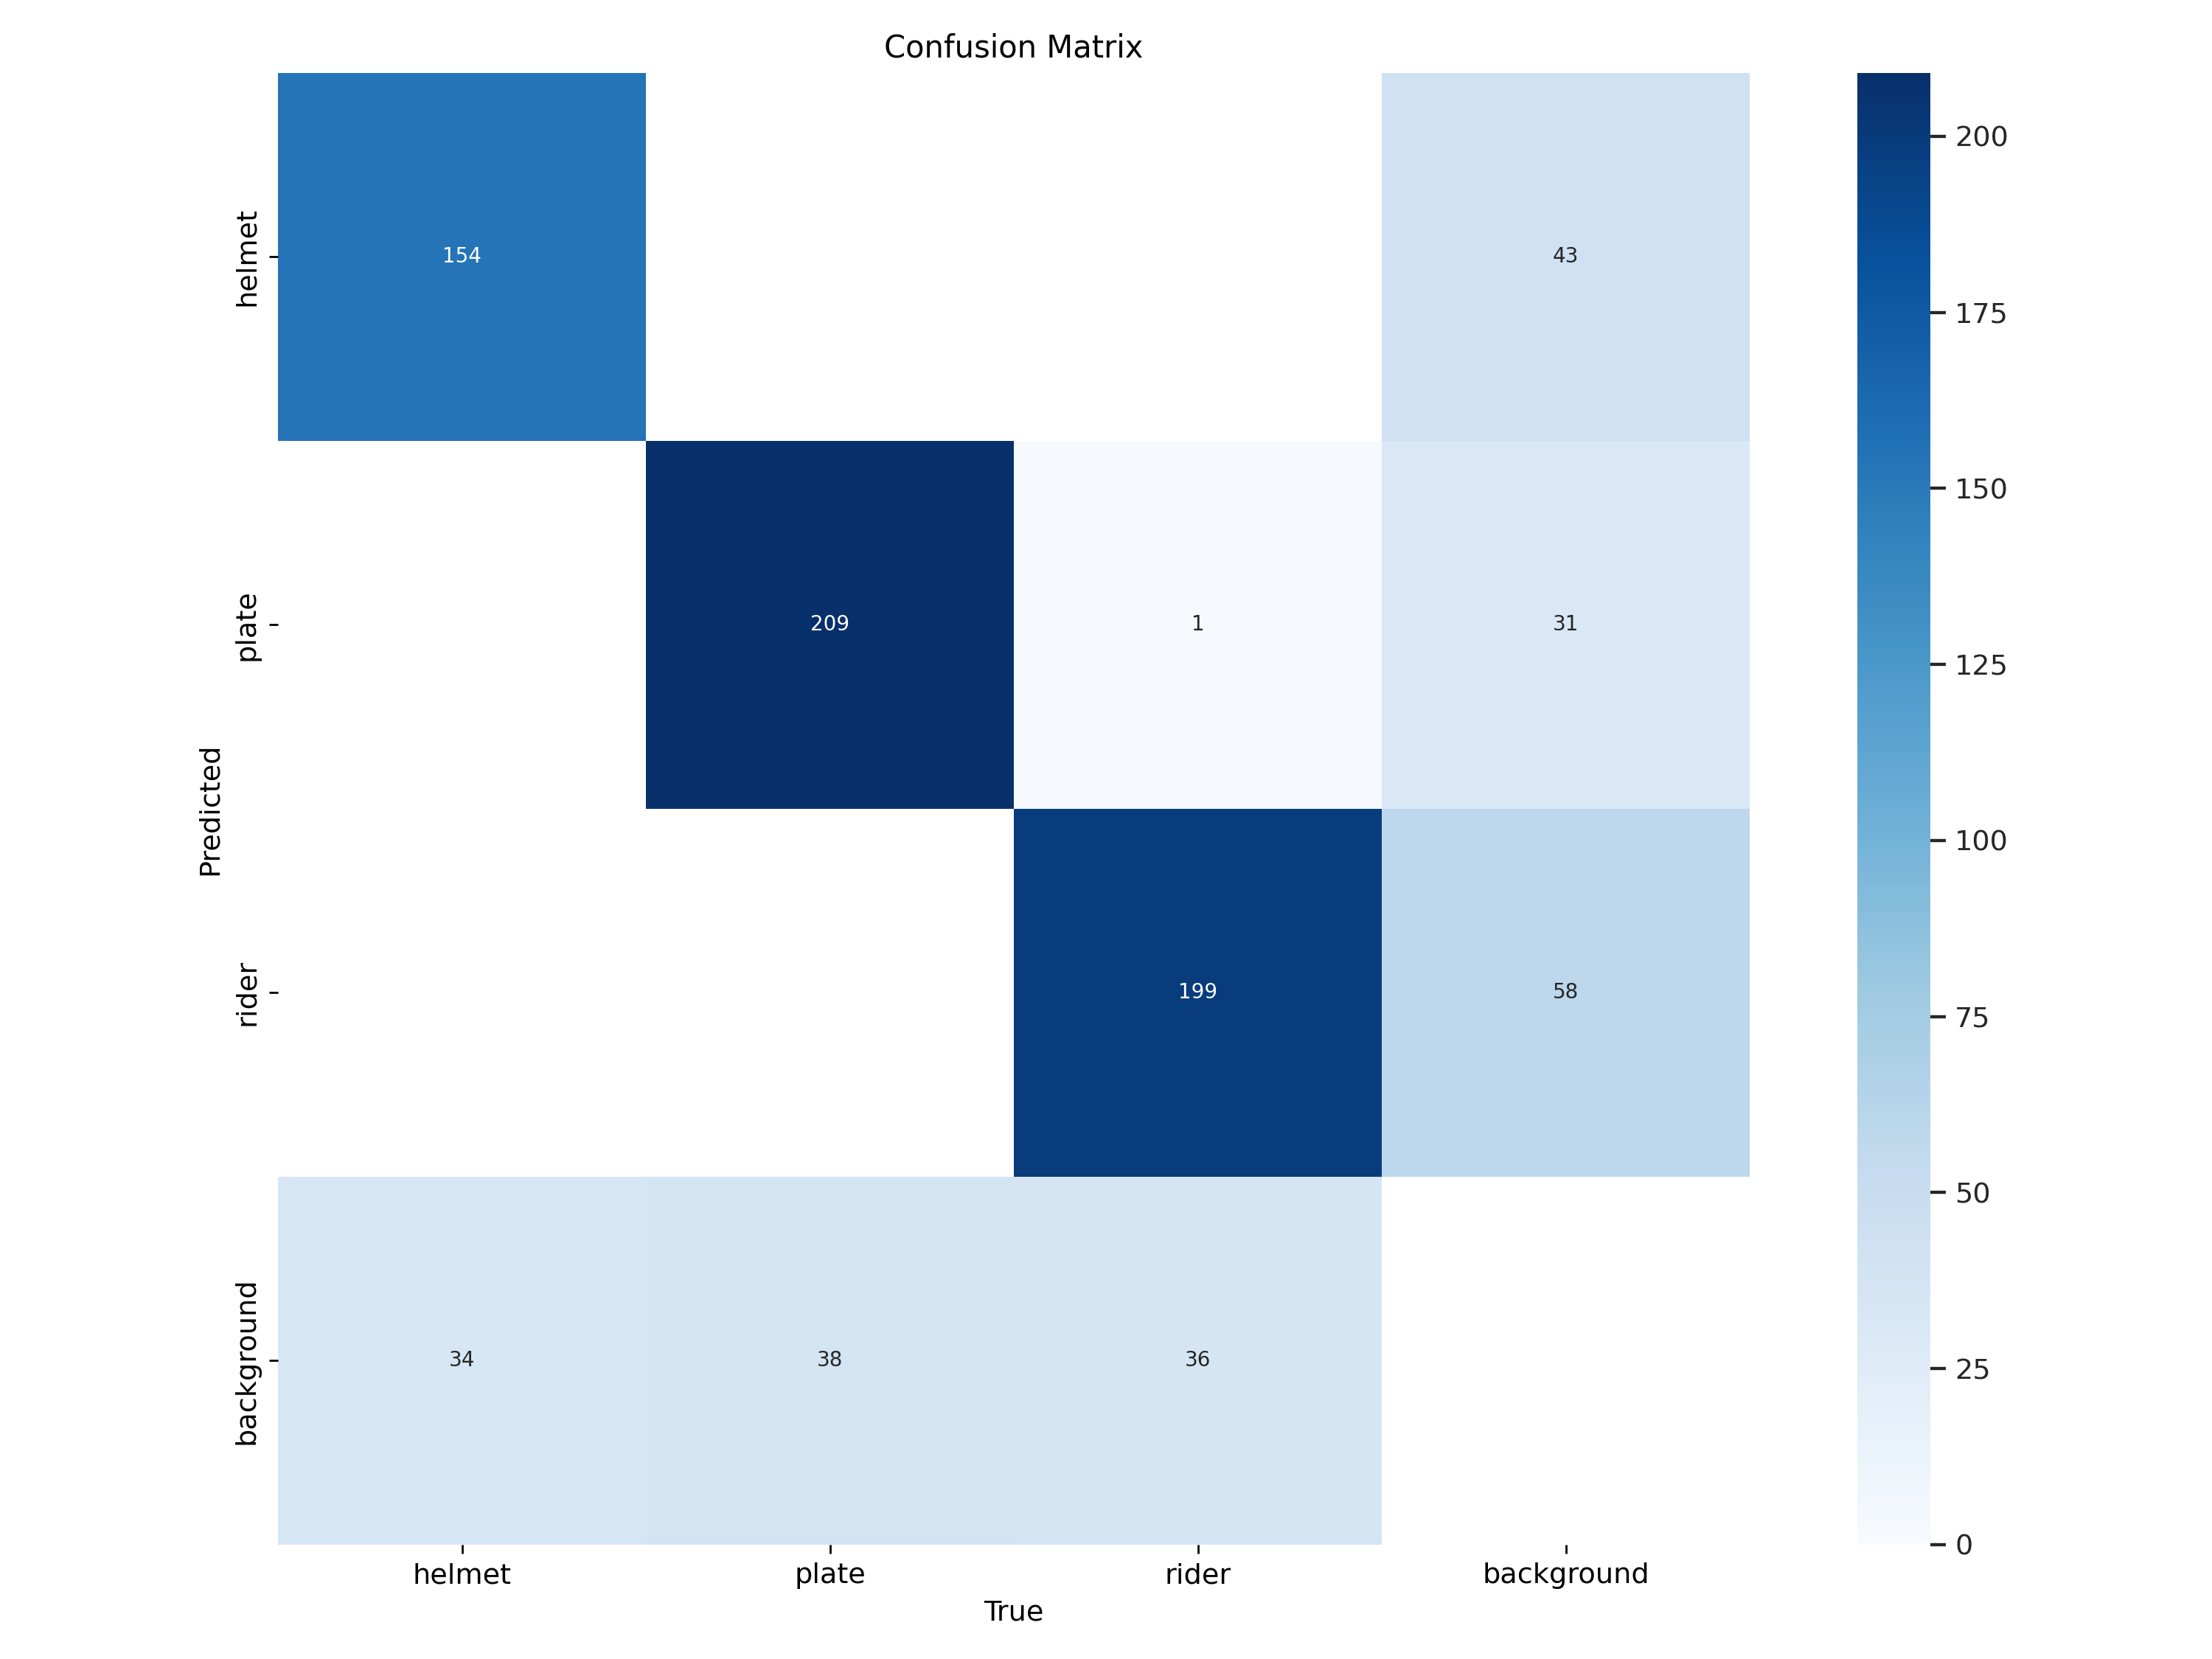 Confusion Matrix
helmet
154
43
plate
209
1
31
rider
199
58
background
34
38
36
helmet
plate
rider
background
Predicted
True
200
175
150
125
100
75
50
25
0